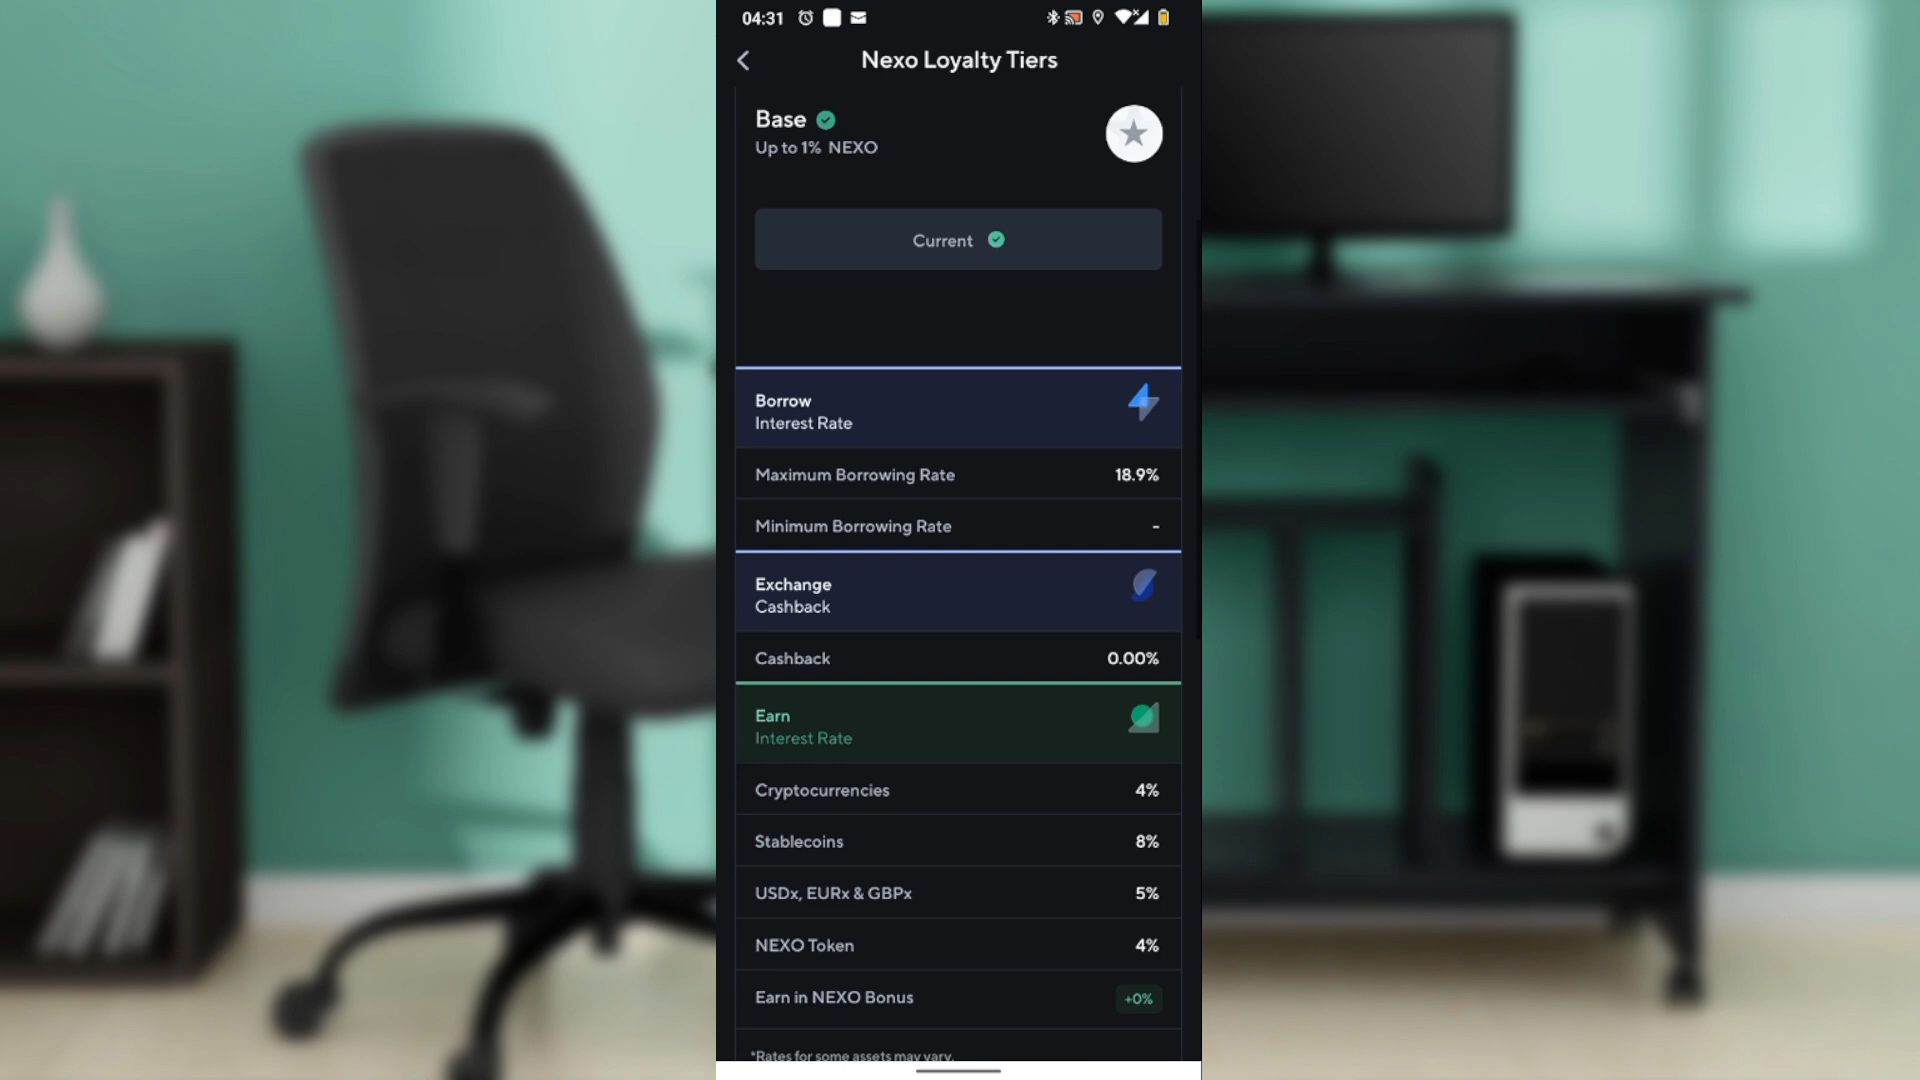 04:31
Nexo Loyalty Tiers
Base
Up to 1% NEXO
Current
Borrow
Interest Rate
Maximum Borrowing Rate 18.9%
Minimum Borrowing Rate -
Exchange
Cashback
Cashback 0.00%
Earn
Interest Rate
Cryptocurrencies 4%
Stablecoins 8%
USDx, EURx & GBPx 5%
NEXO Token 4%
Earn in NEXO Bonus +0%
*Rates for some assets may vary.